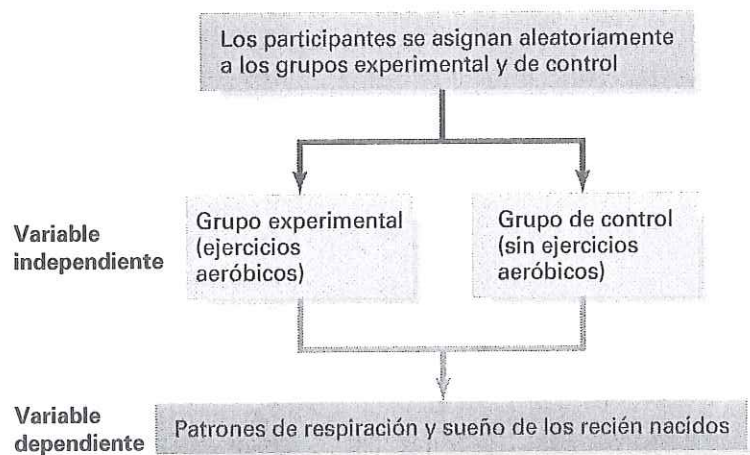 Los participantes se asignan aleatoriamente
a los grupos experimental y de control
Variable
independiente
Grupo experimental
(ejercicios
aeróbicos)
Grupo de control
(sin ejercicios
aeróbicos)
Variable
dependiente
Patrones de respiración y sueño de los recién nacidos